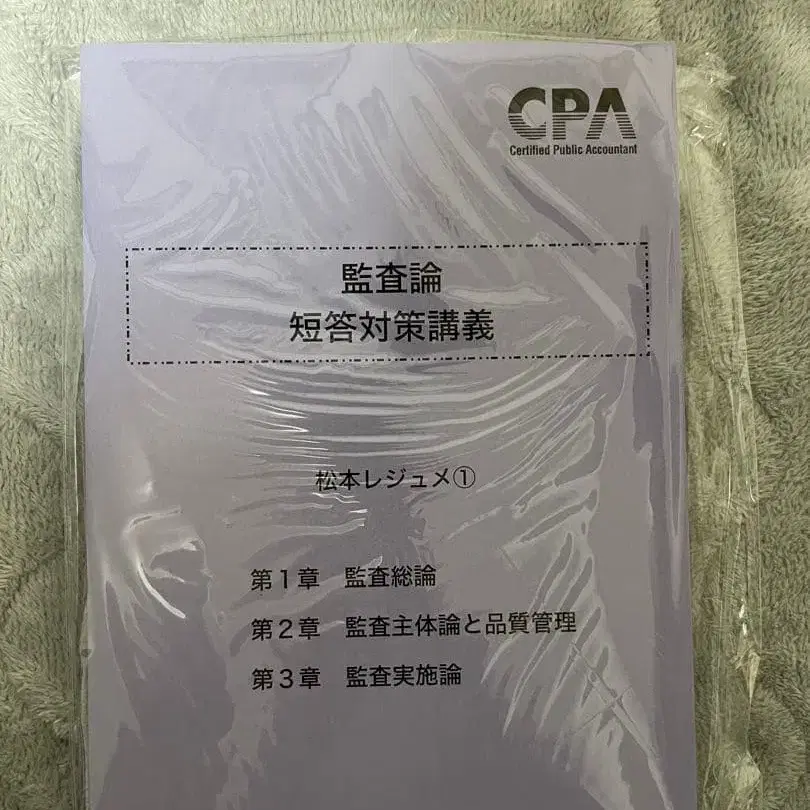 CPA
Certified Public Accountant
監査論
短答対策講義
松本レジュメ①
第1章 監査総論
第2章 監査主体論と品質管理
第3章 監査実施論